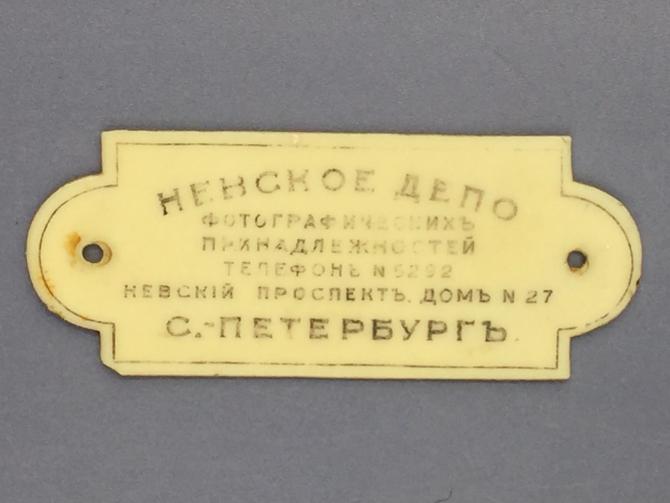 НЕВСКОЕ ДЕПО
ФОТОГРАФИЧЕСКИХЪ
ПРИНАДЛЕЖНОСТЕЙ
ТЕЛЕФОНЪ N 5292
НЕВСКІЙ ПРОСПЕКТЪ, ДОМЪ N 27
С.-ПЕТЕРБУРГЪ.